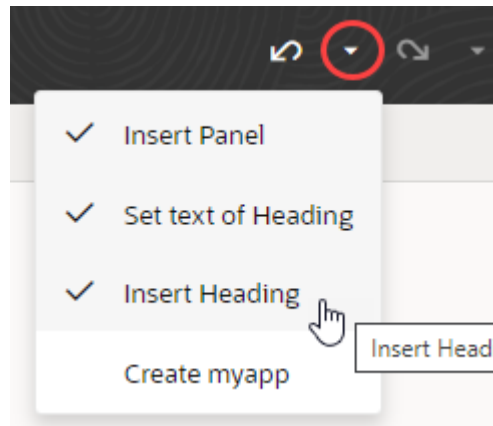 Insert Panel
Set text of Heading
Insert Heading
Insert Head
Create myapp